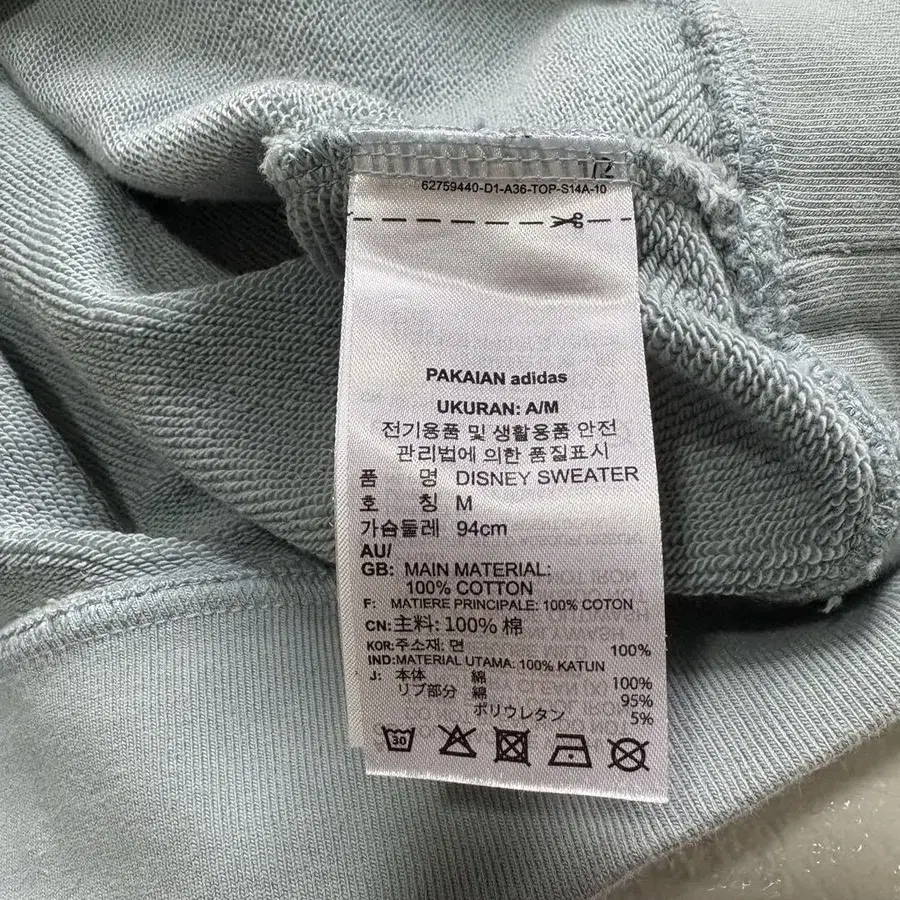 62759440-D1-A36-TOP-S14A-10
PAKAIAN adidas
UKURAN: A/M
전기용품 및 생활용품 안전
관리법에 의한 품질표시
품 명 DISNEY SWEATER
호 칭 M
가슴둘레 94cm
AU/
GB: MAIN MATERIAL:
100% COTTON
F: MATIERE PRINCIPALE: 100% COTON
CN: 主料: 100% 棉
KOR: 주소재: 면 100%
IND: MATERIAL UTAMA: 100% KATUN
J: 本体 綿 100%
リブ部分 綿 95%
ポリウレタン 5%
30